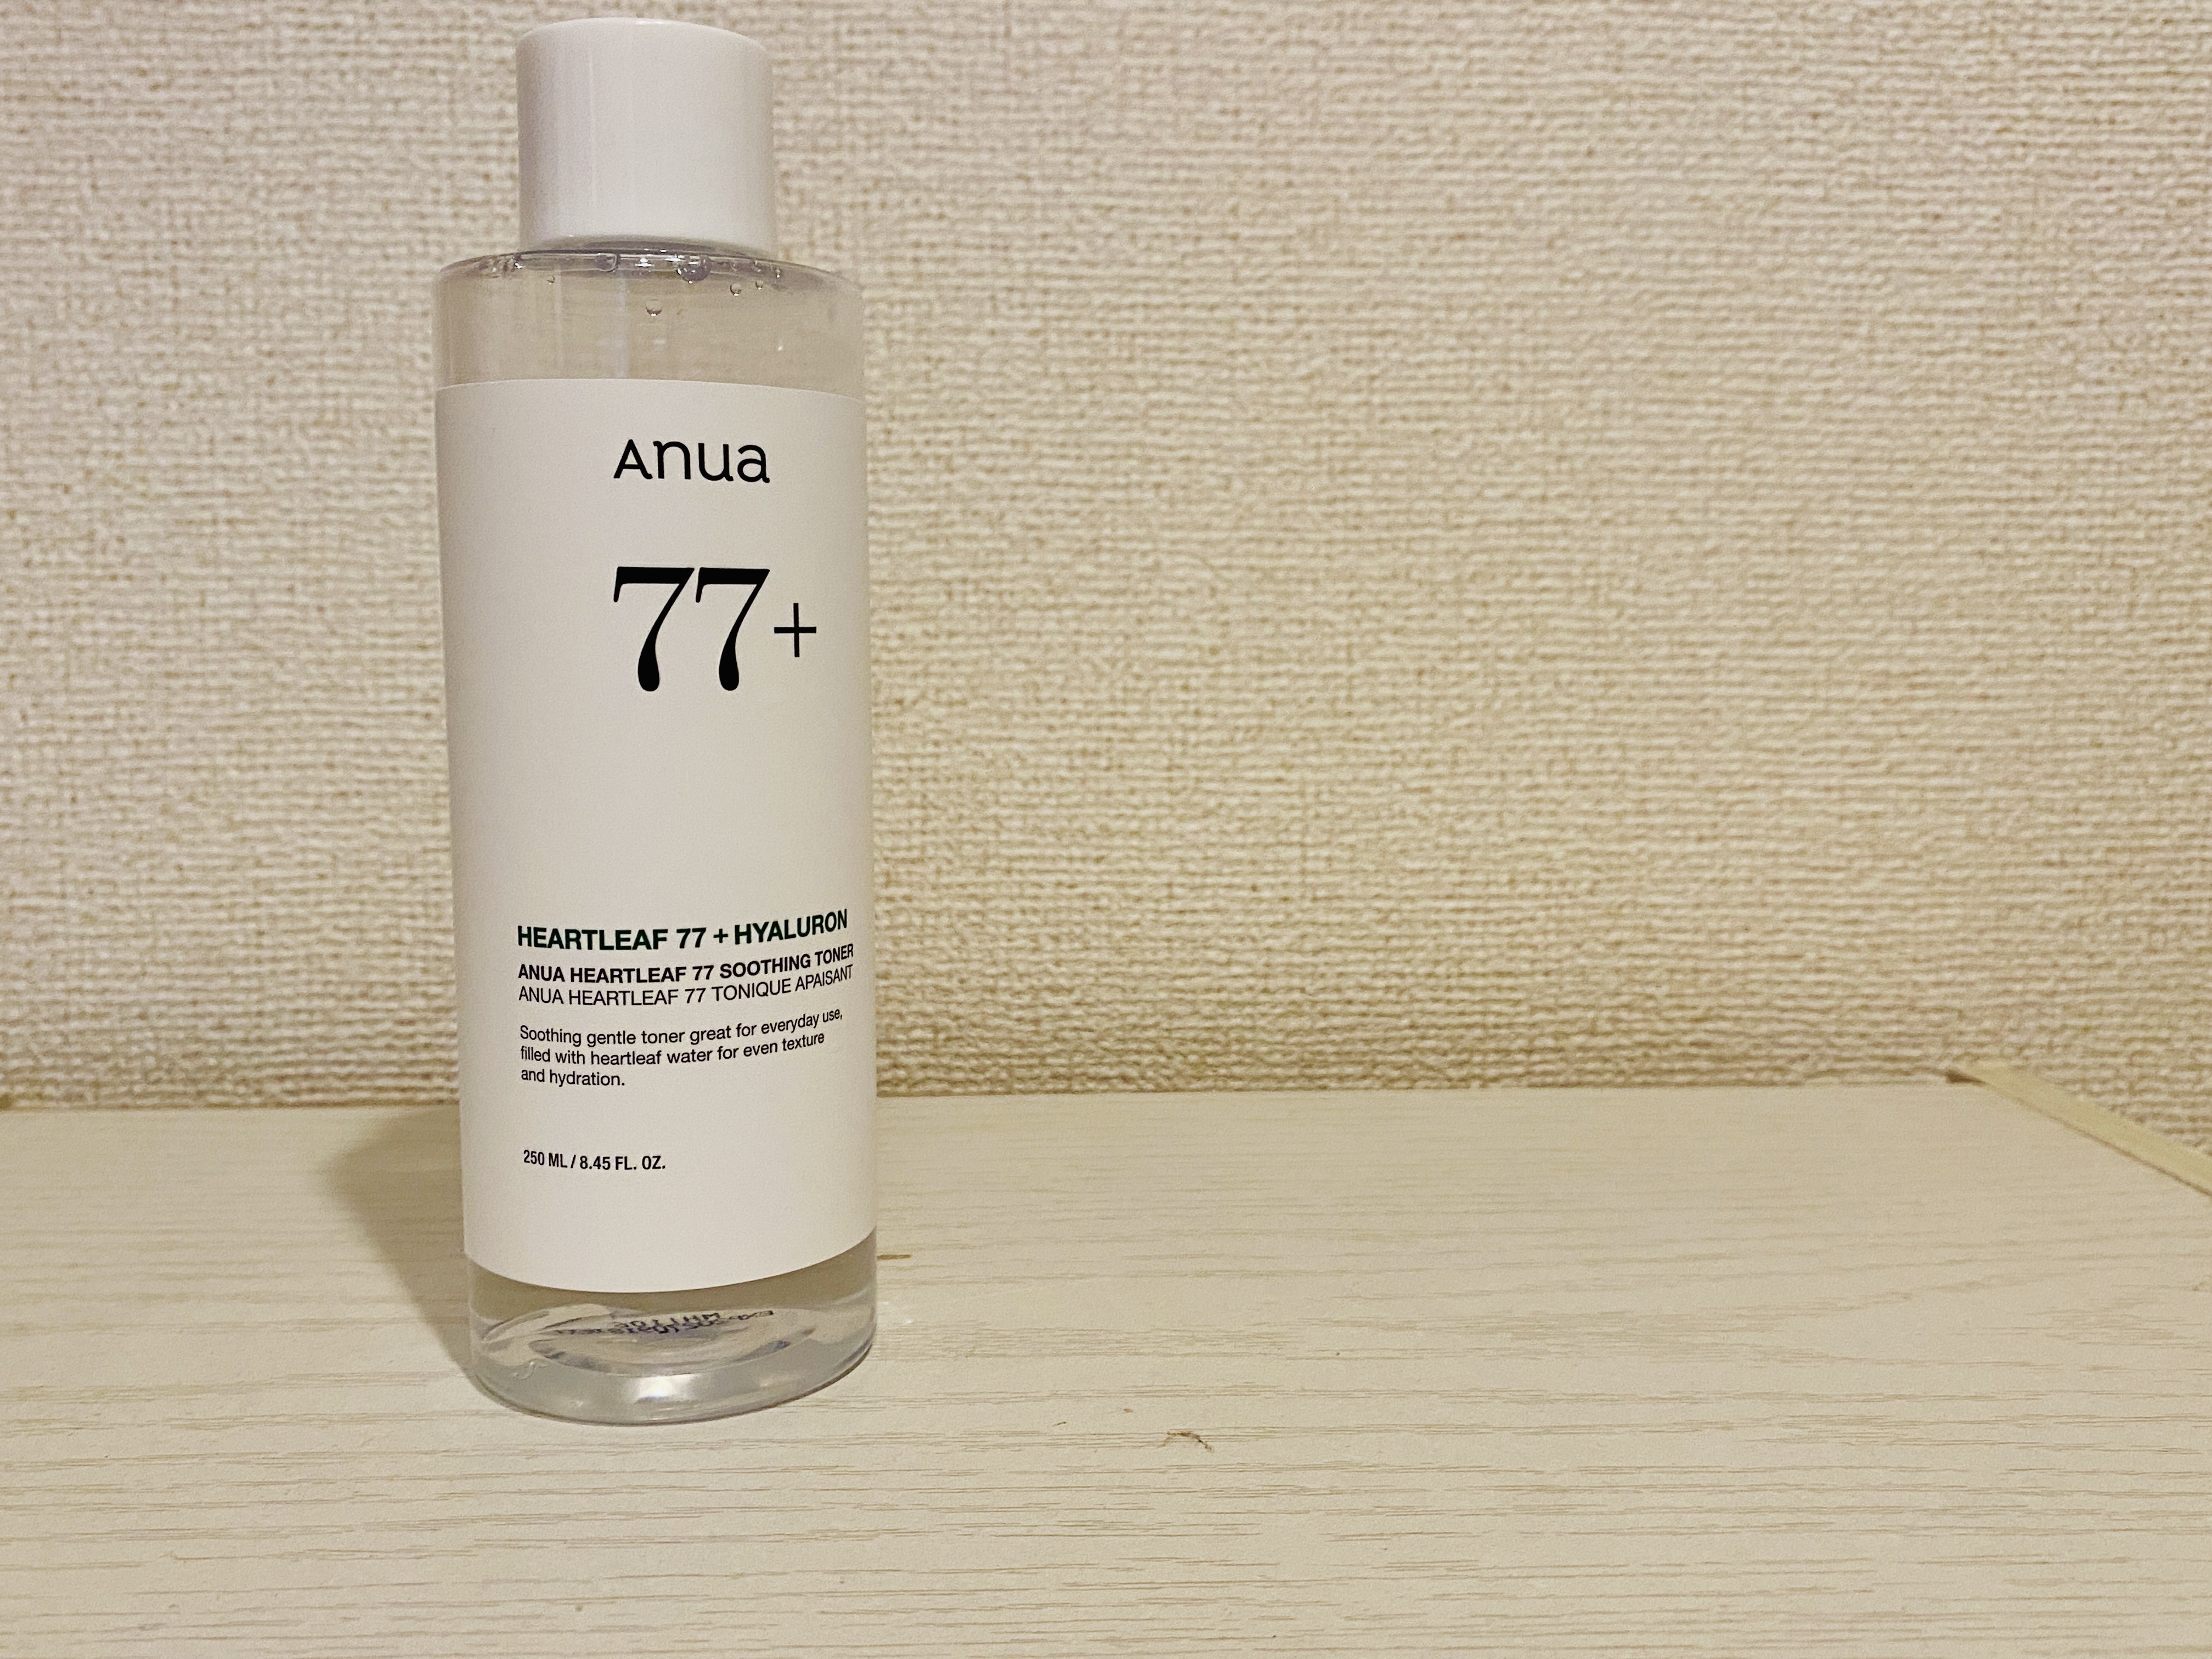 Anua
77+
HEARTLEAF 77 + HYALURON
ANUA HEARTLEAF 77 SOOTHING TONER
ANUA HEARTLEAF 77 TONIQUE APAISANT
Soothing gentle toner great for everyday use,
filled with heartleaf water for even texture
and hydration.
250 ML / 8.45 FL. OZ.